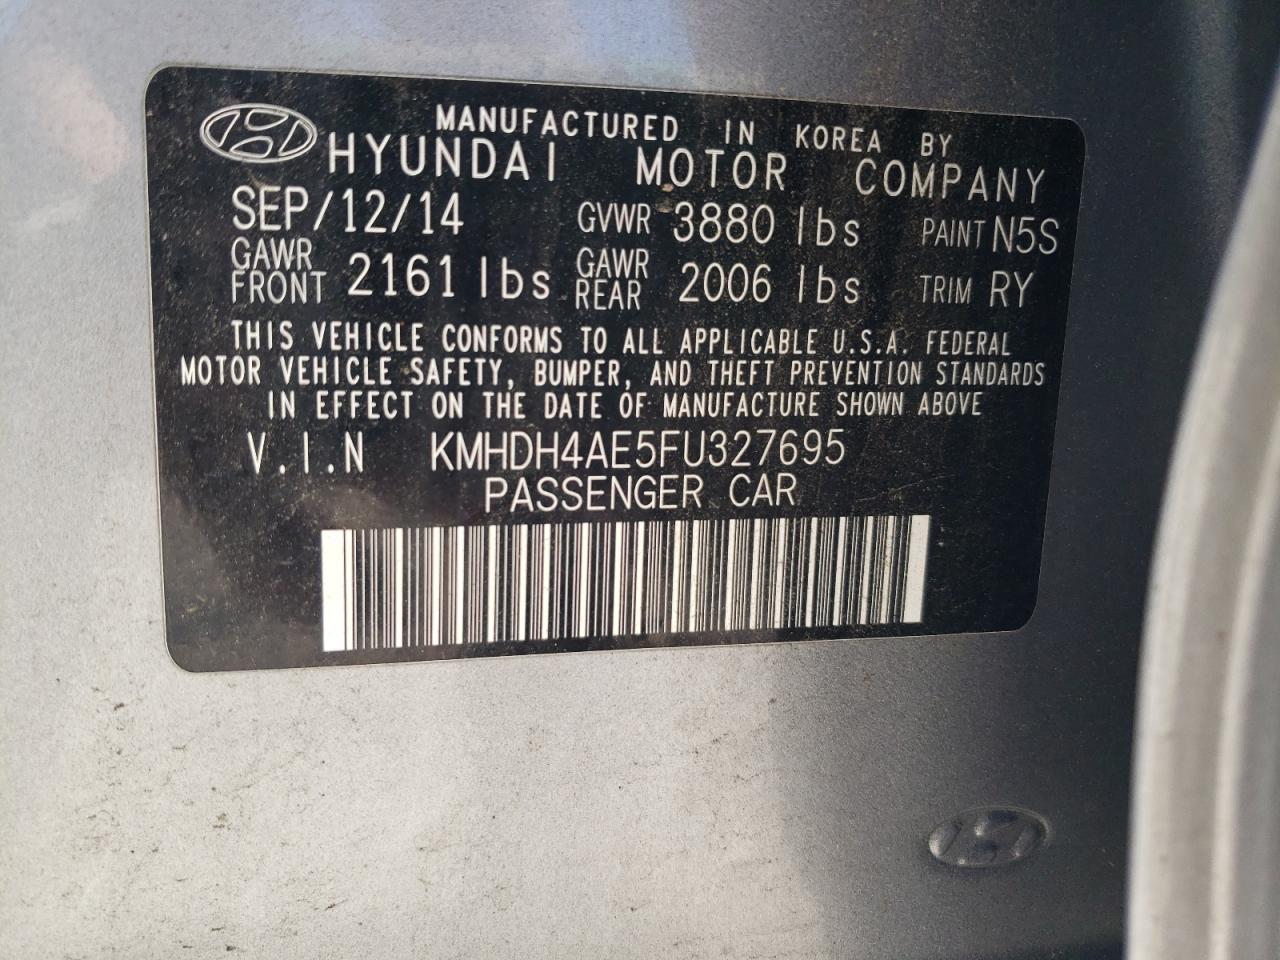 MANUFACTURED IN KOREA BY
HYUNDAI MOTOR COMPANY
SEP/12/14 GVWR 3880 lbs PAINT N5S
GAWR FRONT 2161 lbs GAWR REAR 2006 lbs TRIM RY
THIS VEHICLE CONFORMS TO ALL APPLICABLE U.S.A. FEDERAL
MOTOR VEHICLE SAFETY, BUMPER, AND THEFT PREVENTION STANDARDS
IN EFFECT ON THE DATE OF MANUFACTURE SHOWN ABOVE
V.I.N KMHDH4AE5FU327695
PASSENGER CAR